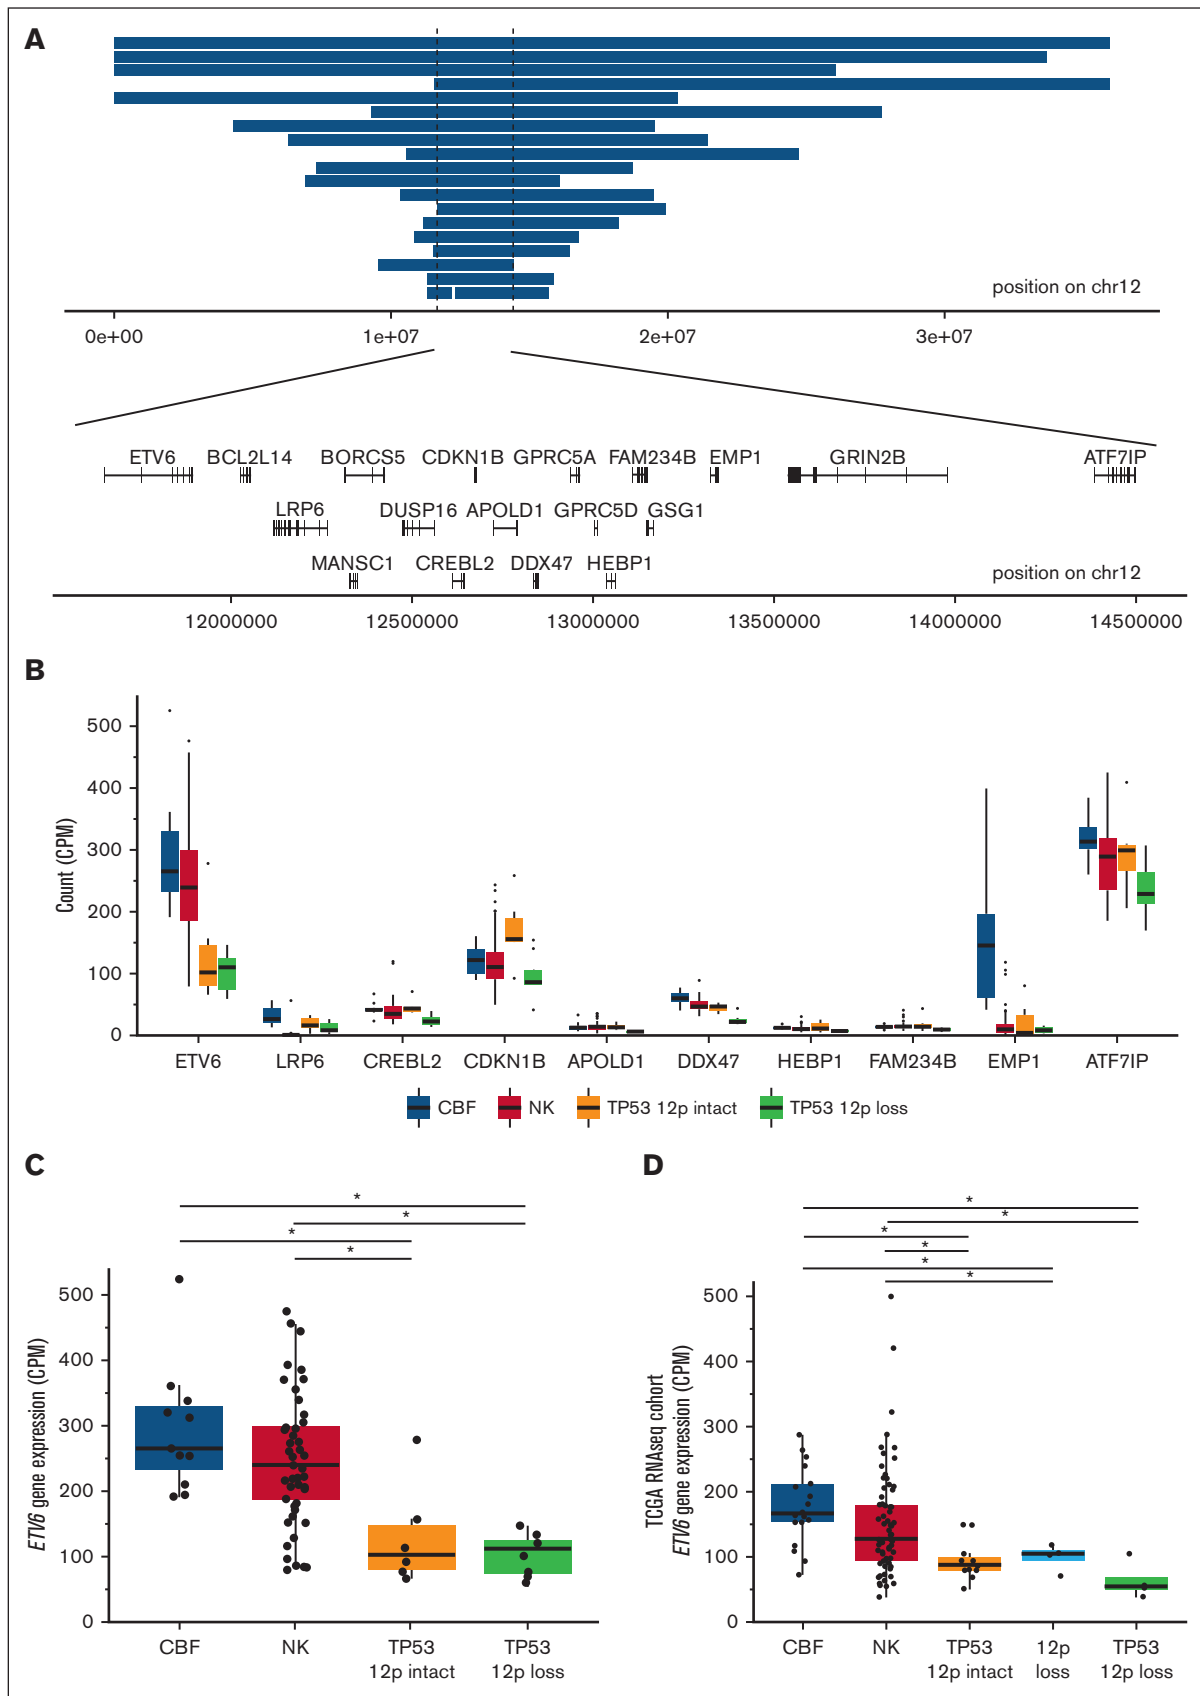 A
position on chr12
0e+00 1e+07 2e+07 3e+07
ETV6 BCL2L14 BORCS5 CDKN1B GPRC5A FAM234B EMP1 GRIN2B ATF7IP
LRP6 DUSP16 APOLD1 GPRC5D GSG1
MANSC1 CREBL2 DDX47 HEBP1
position on chr12
12000000 12500000 13000000 13500000 14000000 14500000
B
Count (CPM)
500
400
300
200
100
0
ETV6 LRP6 CREBL2 CDKN1B APOLD1 DDX47 HEBP1 FAM234B EMP1 ATF7IP
CBF NK TP53 12p intact TP53 12p loss
C
* 
*
*
*
ETV6 gene expression (CPM)
500
400
300
200
100
0
CBF NK TP53 12p intact TP53 12p loss
D
*
*
*
*
*
*
TCGA RNAseq cohort
ETV6 gene expression (CPM)
500
400
300
200
100
0
CBF NK TP53 12p intact 12p loss TP53 12p loss